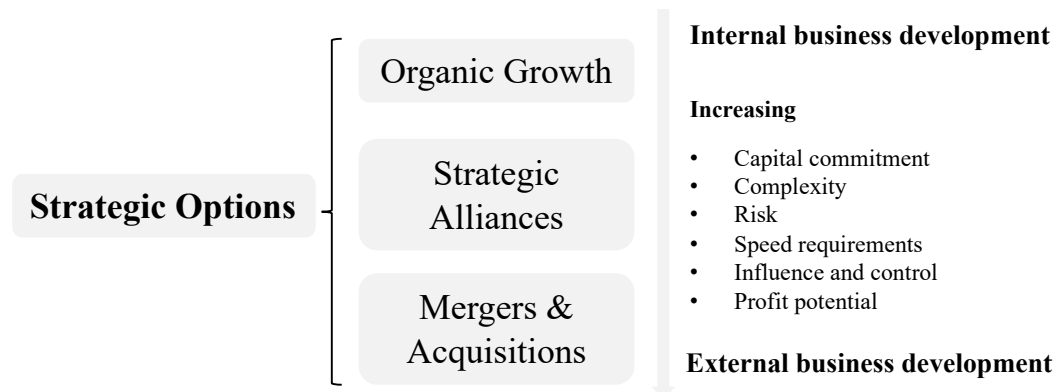 Strategic Options
Organic Growth
Strategic
Alliances
Mergers &
Acquisitions
Internal business development
Increasing
• Capital commitment
• Complexity
• Risk
• Speed requirements
• Influence and control
• Profit potential
External business development